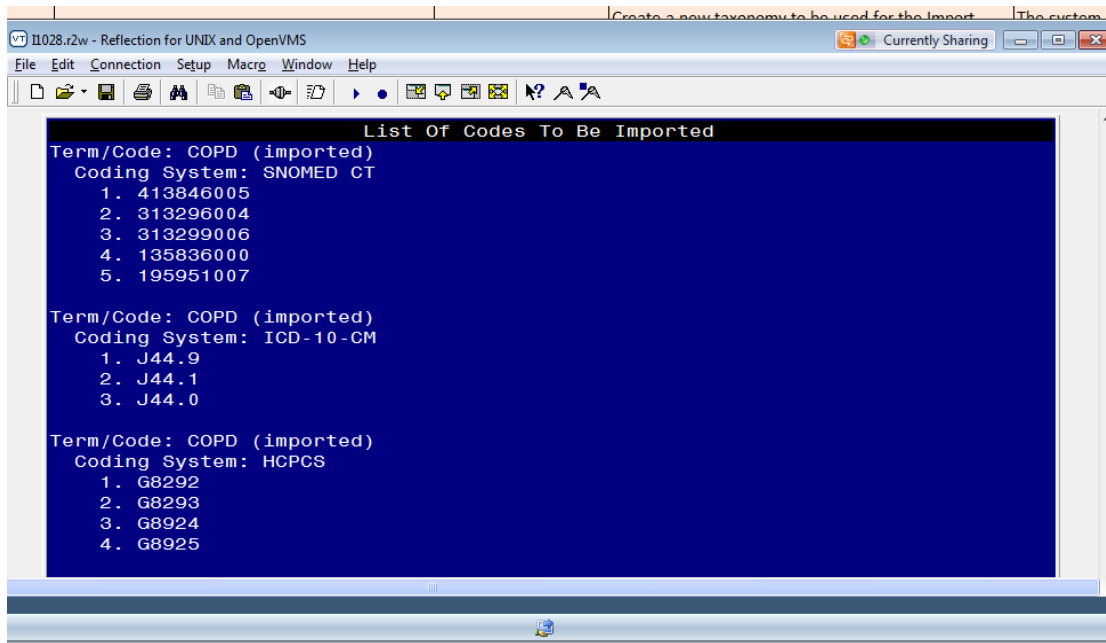 Create a new taxonomy to be used for the Import
The system
I1028.r2w - Reflection for UNIX and OpenVMS
Currently Sharing
File Edit Connection Setup Macro Window Help
List Of Codes To Be Imported
Term/Code: COPD (imported)
Coding System: SNOMED CT
1. 413846005
2. 313296004
3. 313299006
4. 135836000
5. 195951007
Term/Code: COPD (imported)
Coding System: ICD-10-CM
1. J44.9
2. J44.1
3. J44.0
Term/Code: COPD (imported)
Coding System: HCPCS
1. G8292
2. G8293
3. G8924
4. G8925